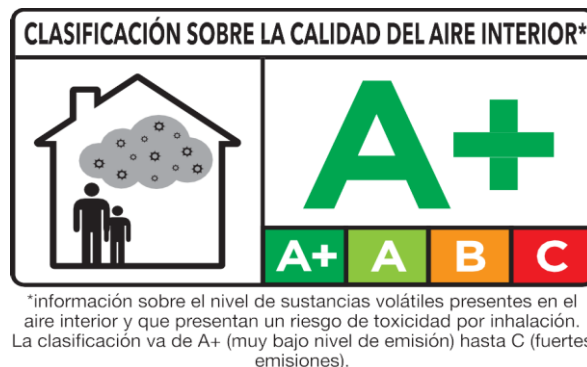 CLASIFICACIÓN SOBRE LA CALIDAD DEL AIRE INTERIOR*
A+
A+ A B C
*información sobre el nivel de sustancias volátiles presentes en el
aire interior y que presentan un riesgo de toxicidad por inhalación.
La clasificación va de A+ (muy bajo nivel de emisión) hasta C (fuertes
emisiones).